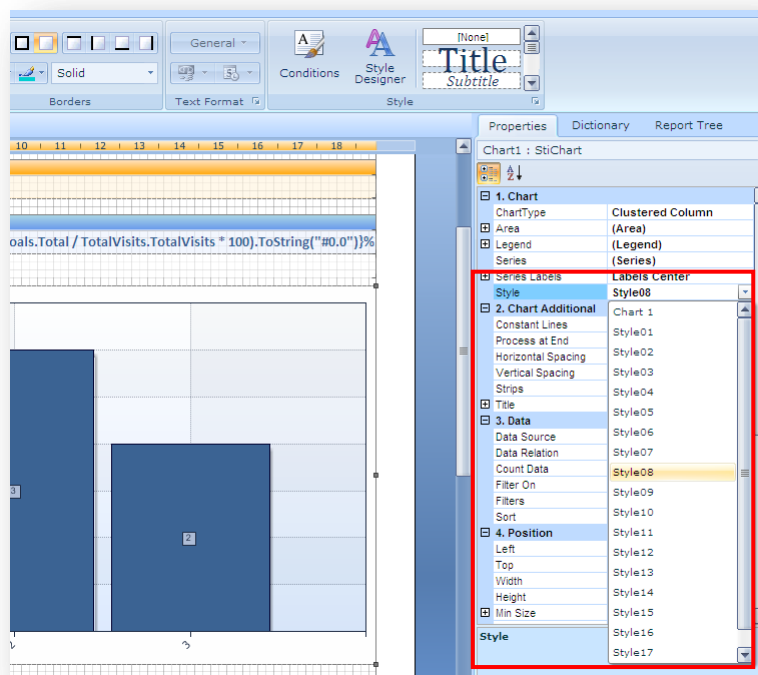 General
[None]
Title
Subtitle
Conditions
Style Designer
Solid
Borders
Text Format
Style
Properties Dictionary Report Tree
10 11 12 13 14 15 16 17 18
Chart1 : StiChart
1. Chart
ChartType Clustered Column
Area (Area)
Legend (Legend)
Series (Series)
Series Labels Labels Center
Style Style08
2. Chart Additional
Constant Lines
Process at End
Horizontal Spacing
Vertical Spacing
Strips
Title
3. Data
Data Source
Data Relation
Count Data
Filter On
Filters
Sort
4. Position
Left
Top
Width
Height
Min Size
Style
Chart 1
Style01
Style02
Style03
Style04
Style05
Style06
Style07
Style08
Style09
Style10
Style11
Style12
Style13
Style14
Style15
Style16
Style17
oals.Total / TotalVisits.TotalVisits * 100).ToString("#0.0")}%
3
2
2
3